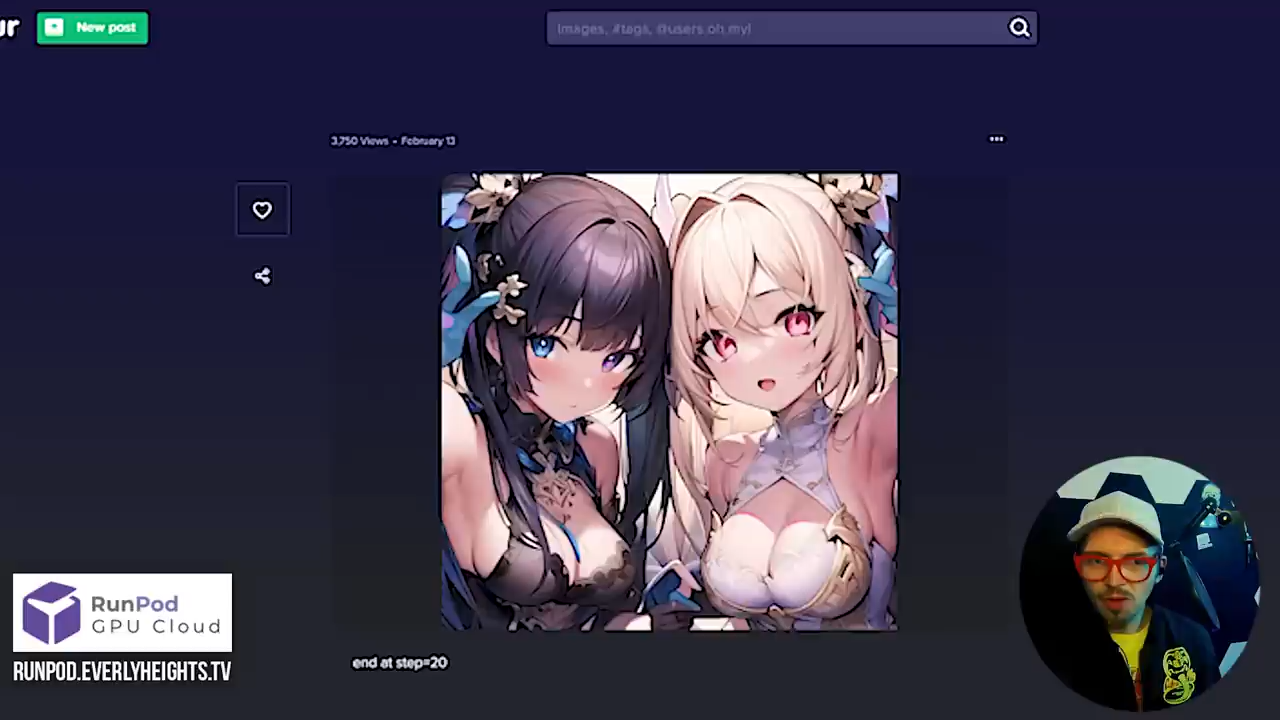 ur
New post
Images, #tags, @users oh my!
3,750 Views • February 13
RunPod
GPU Cloud
RUNPOD.EVERLYHEIGHTS.TV
end at step=20